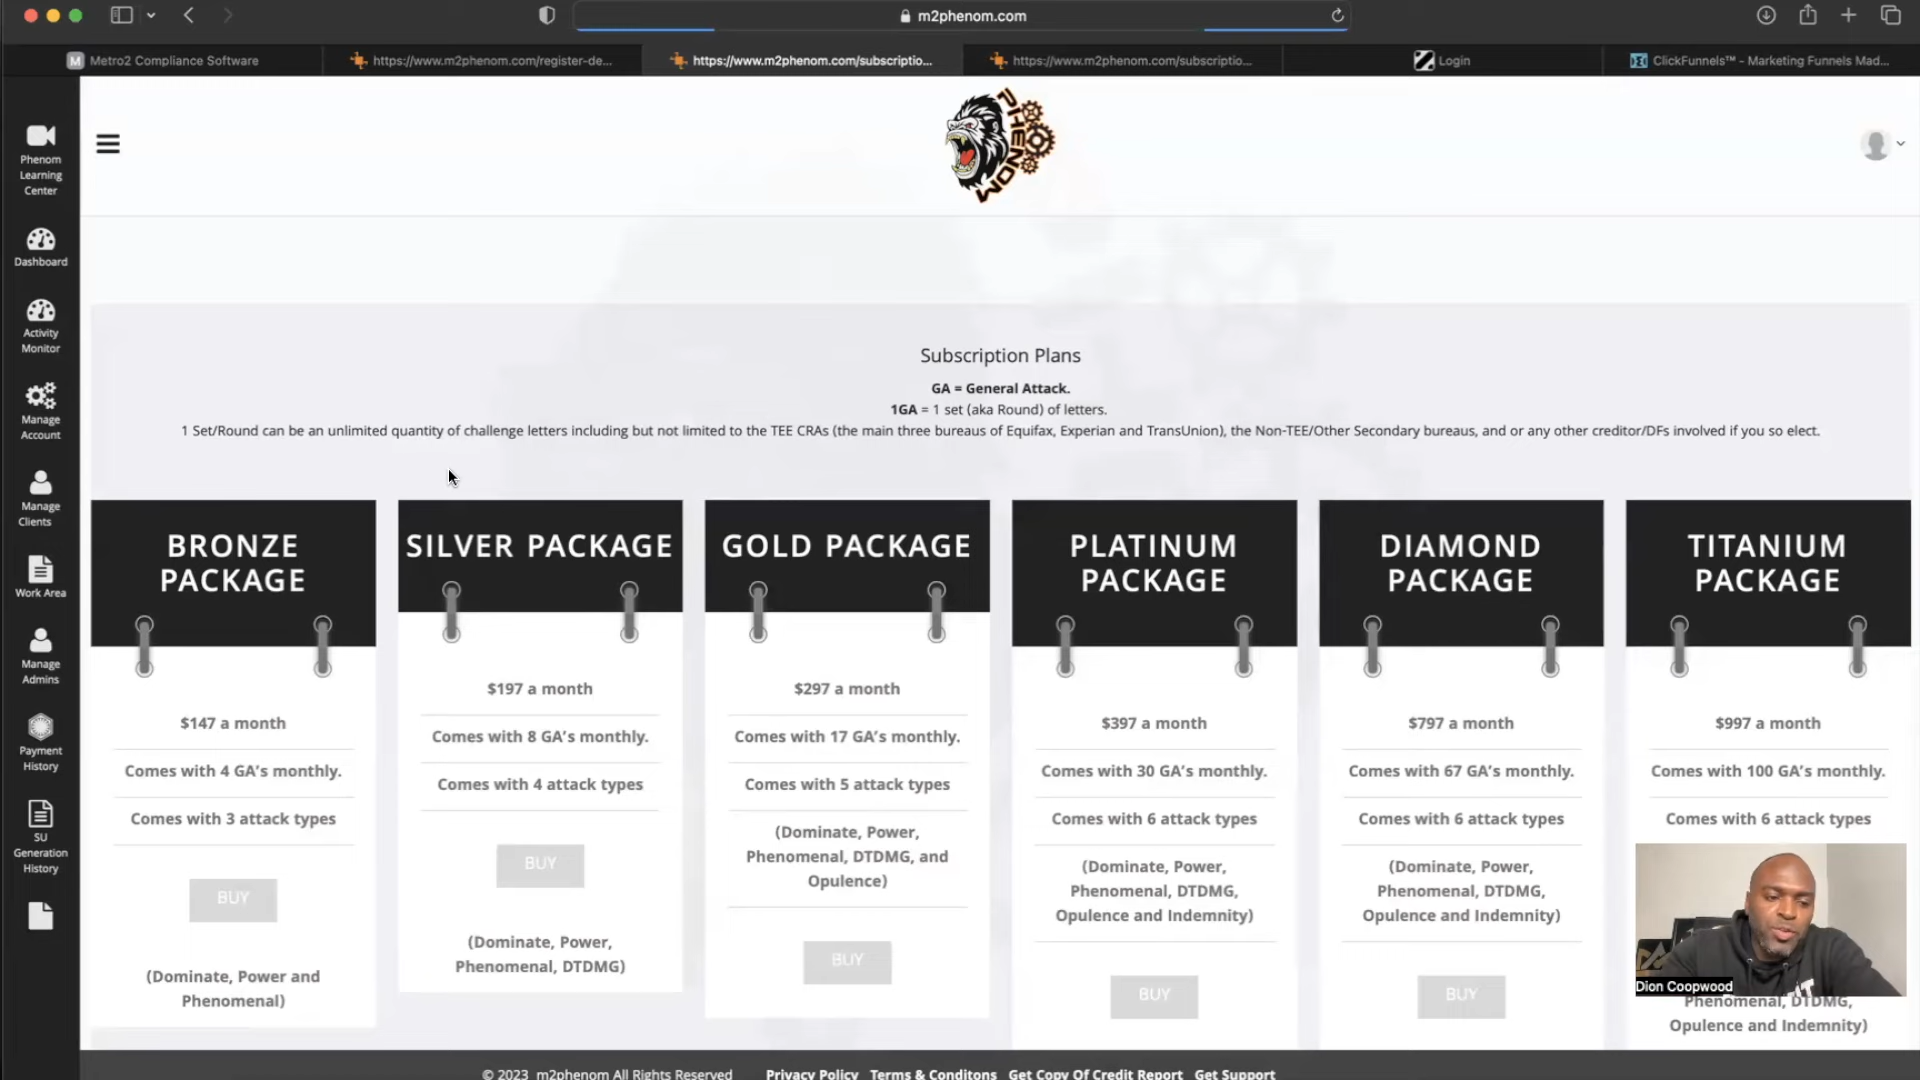 m2phenom.com
Metro2 Compliance Software
https://www.m2phenom.com/register-de...
https://www.m2phenom.com/subscriptio...
https://www.m2phenom.com/subscriptio...
Login
ClickFunnels™ - Marketing Funnels Mad...
Phenom
Learning
Center
Dashboard
Activity
Monitor
Manage
Account
Manage
Clients
Work Area
Manage
Admins
Payment
History
SU
Generation
History
PHENOM
Subscription Plans
GA = General Attack.
1GA = 1 set (aka Round) of letters.
1 Set/Round can be an unlimited quantity of challenge letters including but not limited to the TEE CRAs (the main three bureaus of Equifax, Experian and TransUnion), the Non-TEE/Other Secondary bureaus, and or any other creditor/DFs involved if you so elect.
BRONZE
PACKAGE
$147 a month
Comes with 4 GA's monthly.
Comes with 3 attack types
BUY
(Dominate, Power and
Phenomenal)
SILVER PACKAGE
$197 a month
Comes with 8 GA's monthly.
Comes with 4 attack types
BUY
(Dominate, Power,
Phenomenal, DTDMG)
GOLD PACKAGE
$297 a month
Comes with 17 GA's monthly.
Comes with 5 attack types
(Dominate, Power,
Phenomenal, DTDMG, and
Opulence)
BUY
PLATINUM
PACKAGE
$397 a month
Comes with 30 GA's monthly.
Comes with 6 attack types
(Dominate, Power,
Phenomenal, DTDMG,
Opulence and Indemnity)
BUY
DIAMOND
PACKAGE
$797 a month
Comes with 67 GA's monthly.
Comes with 6 attack types
(Dominate, Power,
Phenomenal, DTDMG,
Opulence and Indemnity)
BUY
TITANIUM
PACKAGE
$997 a month
Comes with 100 GA's monthly.
Comes with 6 attack types
Dion Coopwood
Phenomenal, DTDMG,
Opulence and Indemnity)
© 2023 m2phenom All Rights Reserved Privacy Policy Terms & Conditons Get Copy Of Credit Report Get Support